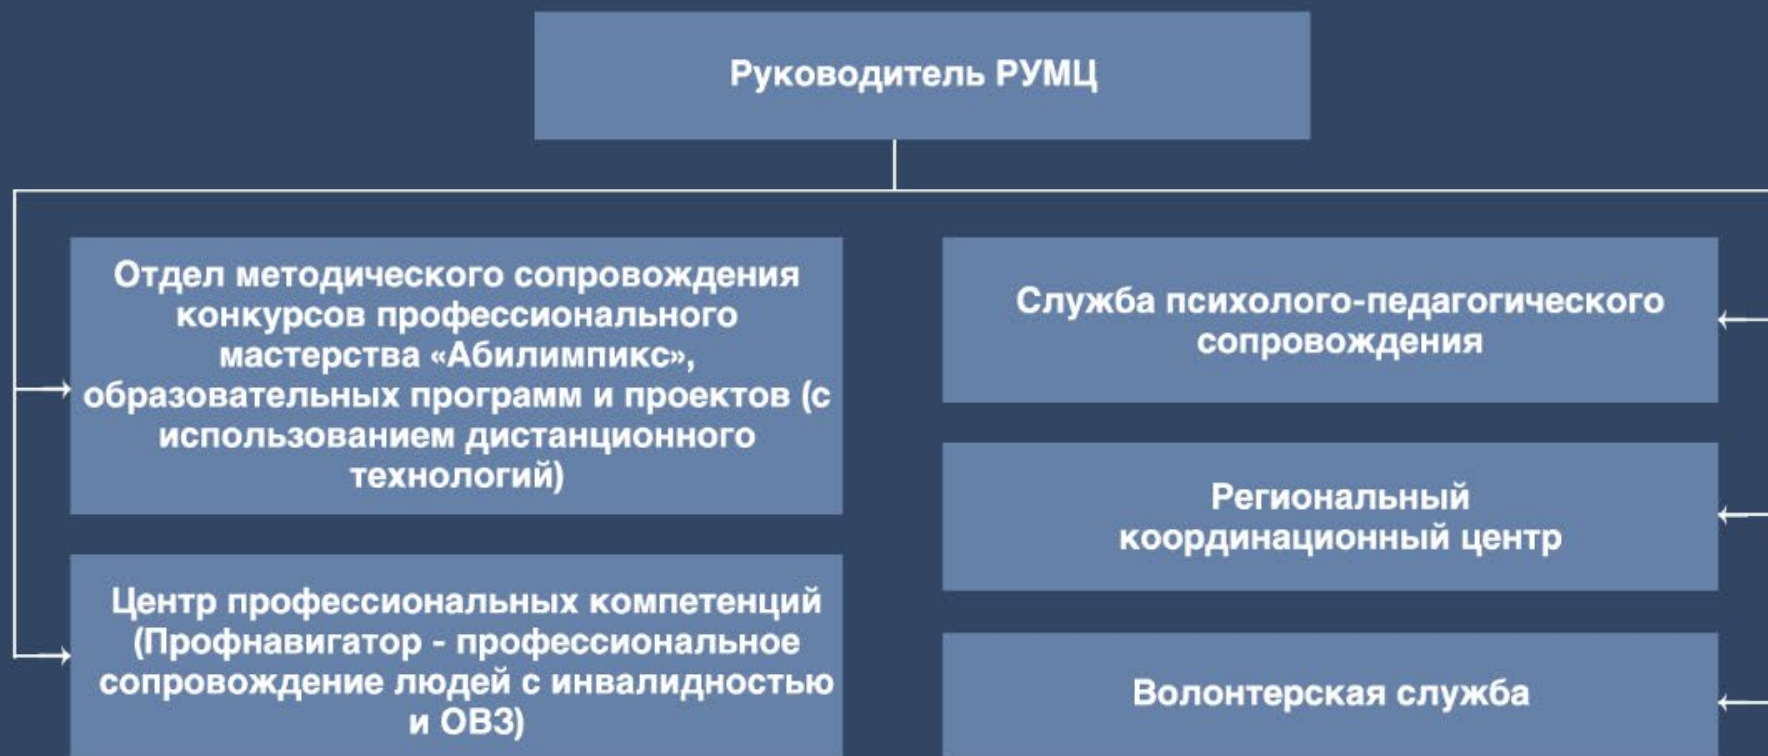 Руководитель РУМЦ
Отдел методического сопровождения
конкурсов профессионального
мастерства «Абилимпикс»,
образовательных программ и проектов (с
использованием дистанционного
технологий)
Центр профессиональных компетенций
(Профнавигатор - профессиональное
сопровождение людей с инвалидностью
и ОВЗ)
Служба психолого-педагогического
сопровождения
Региональный
координационный центр
Волонтерская служба